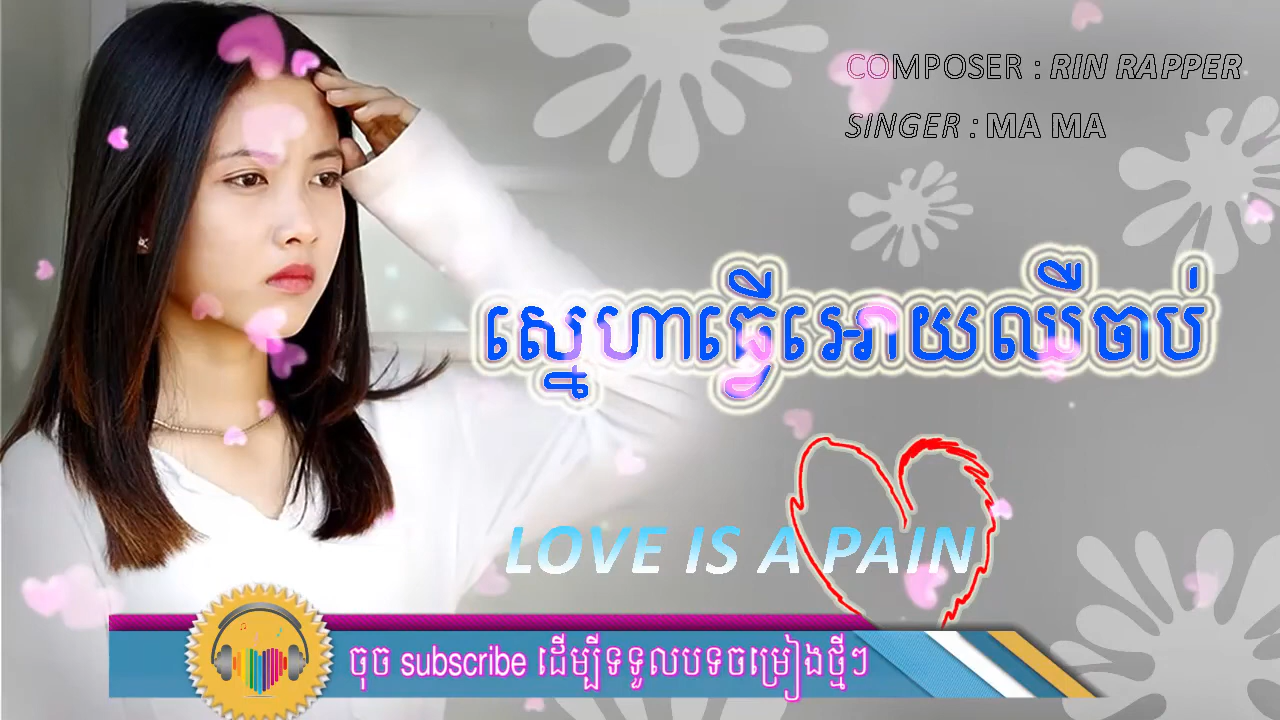 COMPOSER : RIN RAPPER
SINGER : MA MA
ស្នេហាធ្វើអោយឈឺចាប់
LOVE IS A PAIN
ចុច subscribe ដើម្បីទទួលបទចម្រៀងថ្មីៗ